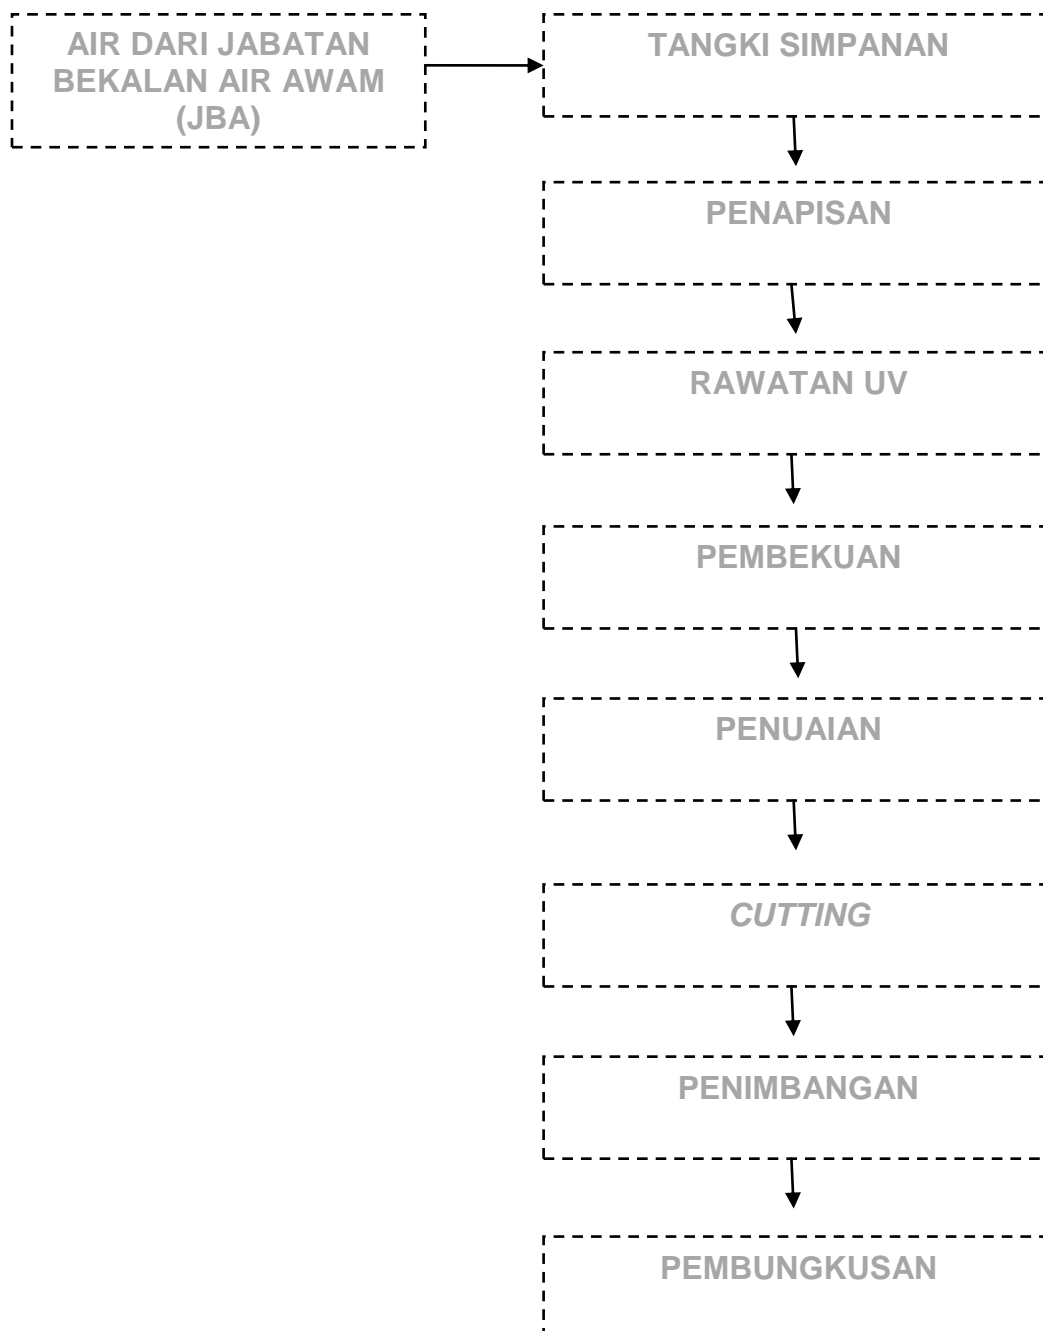 AIR DARI JABATAN
BEKALAN AIR AWAM
(JBA)
TANGKI SIMPANAN
PENAPISAN
RAWATAN UV
PEMBEKUAN
PENUAIAN
CUTTING
PENIMBANGAN
PEMBUNGKUSAN